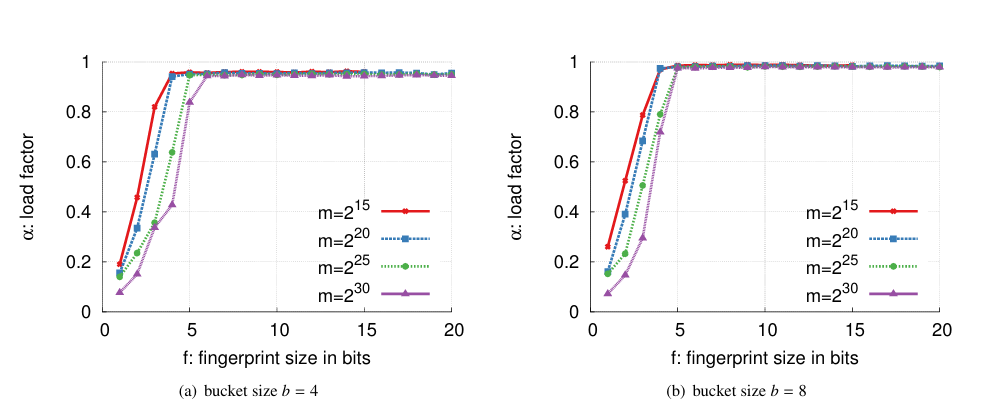 1
0.8
0.6
0.4
0.2
0
α: load factor
m=2^15
m=2^20
m=2^25
m=2^30
0 5 10 15 20
f: fingerprint size in bits
(a) bucket size b = 4
1
0.8
0.6
0.4
0.2
0
α: load factor
m=2^15
m=2^20
m=2^25
m=2^30
0 5 10 15 20
f: fingerprint size in bits
(b) bucket size b = 8